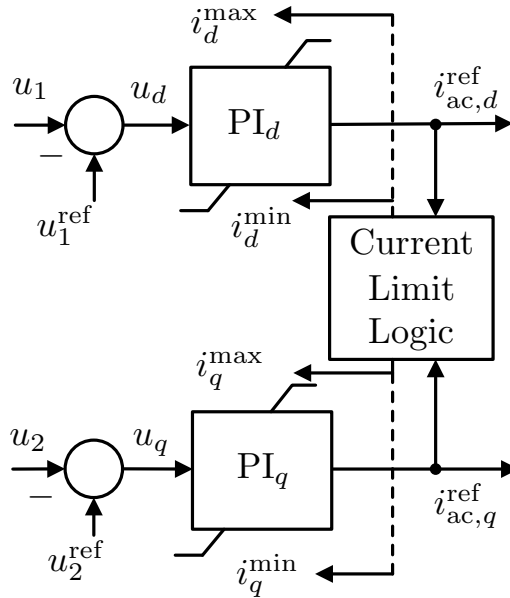 i_d^max
u_1
u_d
PI_d
i_ac,d^ref
−
u_1^ref
i_d^min
Current
Limit
Logic
i_q^max
u_2
u_q
PI_q
−
i_ac,q^ref
u_2^ref
i_q^min